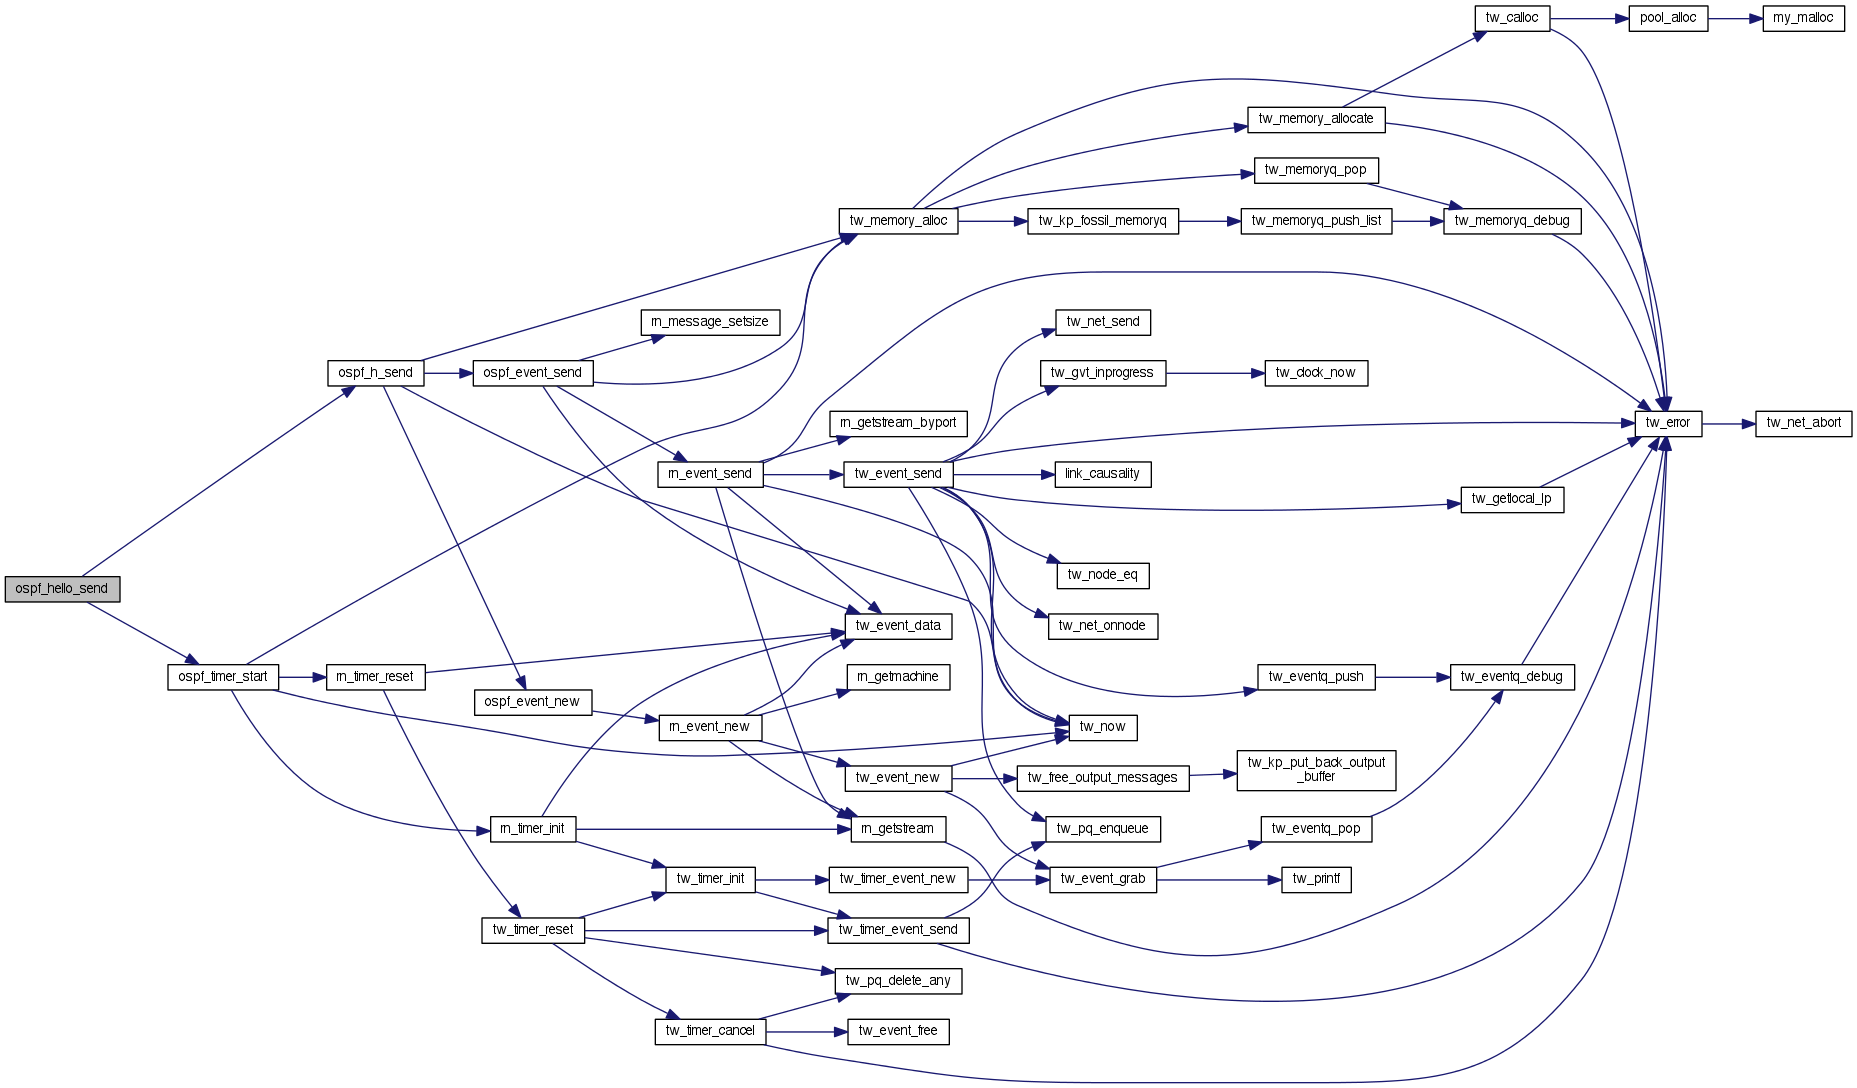 tw_calloc
pool_alloc
my_malloc
tw_memory_allocate
tw_memoryq_pop
tw_memory_alloc
tw_kp_fossil_memoryq
tw_memoryq_push_list
tw_memoryq_debug
rn_message_setsize
tw_net_send
ospf_h_send
ospf_event_send
tw_gvt_inprogress
tw_clock_now
rn_getstream_byport
tw_error
tw_net_abort
rn_event_send
tw_event_send
link_causality
tw_getlocal_lp
tw_node_eq
ospf_hello_send
tw_event_data
tw_net_onnode
ospf_timer_start
rn_timer_reset
rn_getmachine
tw_eventq_push
tw_eventq_debug
ospf_event_new
rn_event_new
tw_now
tw_event_new
tw_free_output_messages
tw_kp_put_back_output
_buffer
rn_timer_init
rn_getstream
tw_pq_enqueue
tw_eventq_pop
tw_timer_init
tw_timer_event_new
tw_event_grab
tw_printf
tw_timer_reset
tw_timer_event_send
tw_pq_delete_any
tw_timer_cancel
tw_event_free